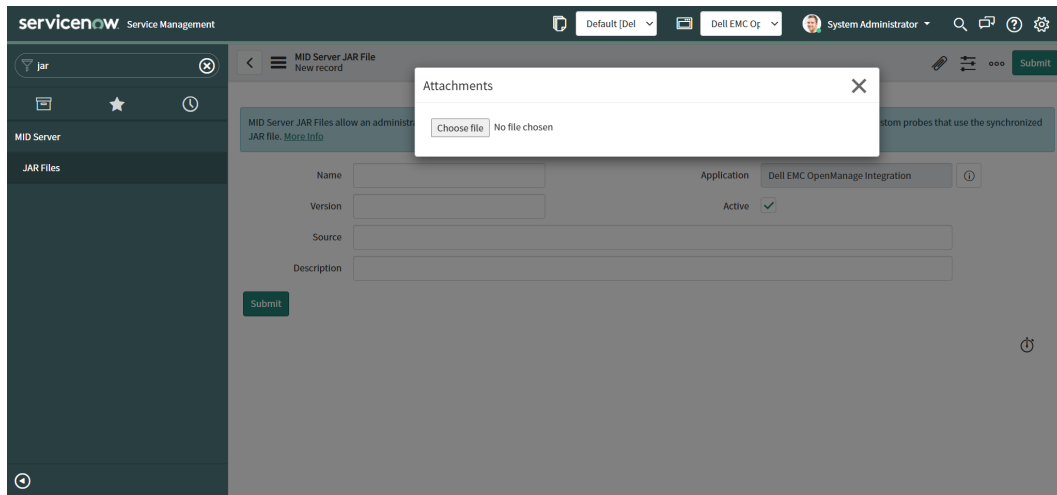 servicenow Service Management
Default [Del
Dell EMC Op
System Administrator
jar
MID Server
JAR Files
MID Server JAR File
New record
Submit
Attachments
Choose file No file chosen
MID Server JAR Files allow an administr
stom probes that use the synchronized
JAR file. More Info
Name
Application Dell EMC OpenManage Integration
Version
Active
Source
Description
Submit